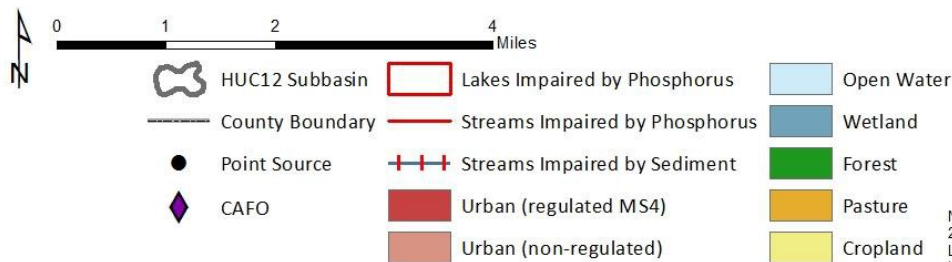 0 1 2 4
Miles
N
HUC12 Subbasin
County Boundary
Point Source
CAFO
Lakes Impaired by Phosphorus
Streams Impaired by Phosphorus
Streams Impaired by Sediment
Urban (regulated MS4)
Urban (non-regulated)
Open Water
Wetland
Forest
Pasture
Cropland
N
2
L